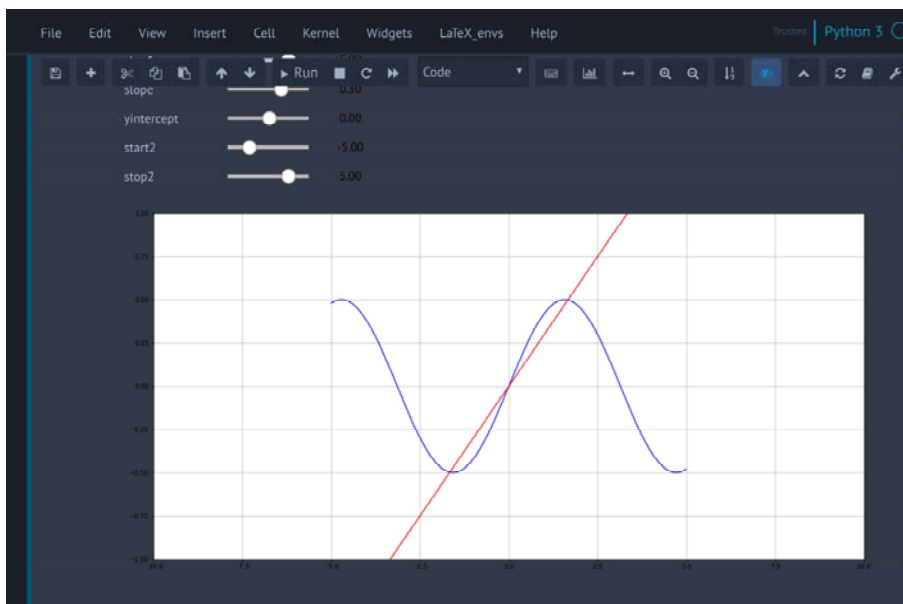 File Edit View Insert Cell Kernel Widgets LaTeX_envs Help Trusted Python 3
Run Code
slope 0.30
yintercept 0.00
start2 -5.00
stop2 5.00
1.00
0.75
0.50
0.25
0.00
-0.25
-0.50
-0.75
-1.00
-10.0 -7.5 -5.0 -2.5 0.0 2.5 5.0 7.5 10.0